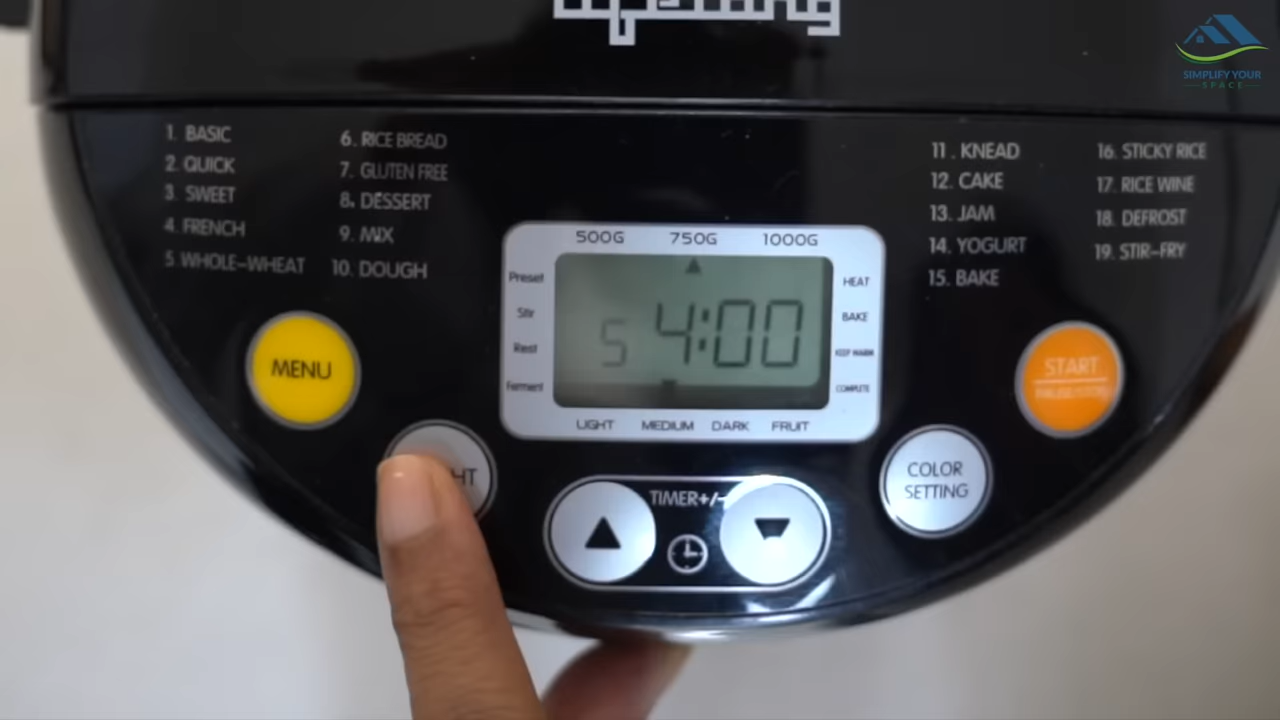 SIMPLIFY YOUR
SPACE
1. BASIC
2. QUICK
3. SWEET
4. FRENCH
5. WHOLE-WHEAT
6. RICE BREAD
7. GLUTEN FREE
8. DESSERT
9. MIX
10. DOUGH
11. KNEAD
12. CAKE
13. JAM
14. YOGURT
15. BAKE
16. STICKY RICE
17. RICE WINE
18. DEFROST
19. STIR-FRY
500G 750G 1000G
Preset
Stir
Rest
Ferment
5 4:00
HEAT
BAKE
KEEP WARM
COMPLETE
LIGHT MEDIUM DARK FRUIT
MENU
HT
TIMER+/-
COLOR
SETTING
START